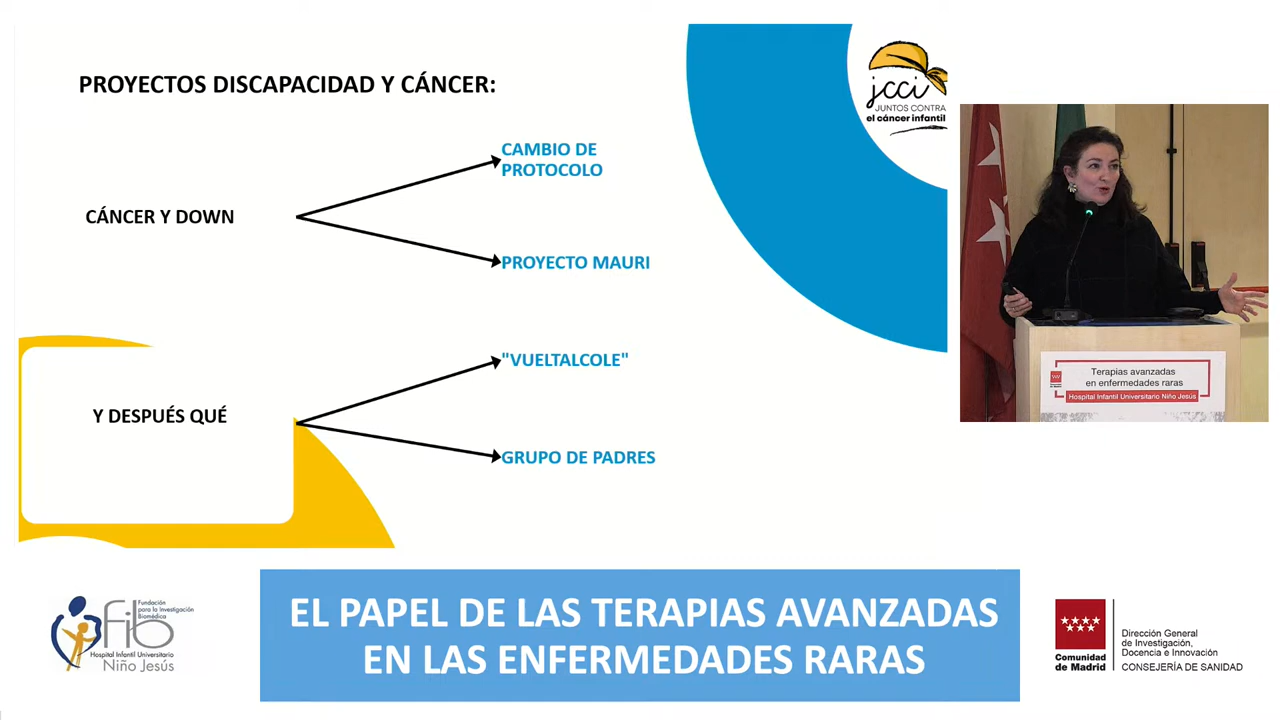 PROYECTOS DISCAPACIDAD Y CÁNCER:
jcci
JUNTOS CONTRA
el cáncer infantil
CAMBIO DE
PROTOCOLO
CÁNCER Y DOWN
PROYECTO MAURI
"VUELTALCOLE"
Y DESPUÉS QUÉ
GRUPO DE PADRES
Terapias avanzadas
en enfermedades raras
Hospital Infantil Universitario Niño Jesús
fib
Fundación
para la Investigación
Biomédica
Hospital Infantil Universitario
Niño Jesús
EL PAPEL DE LAS TERAPIAS AVANZADAS
EN LAS ENFERMEDADES RARAS
Comunidad
de Madrid
Dirección General
de Investigación,
Docencia e Innovación
CONSEJERÍA DE SANIDAD